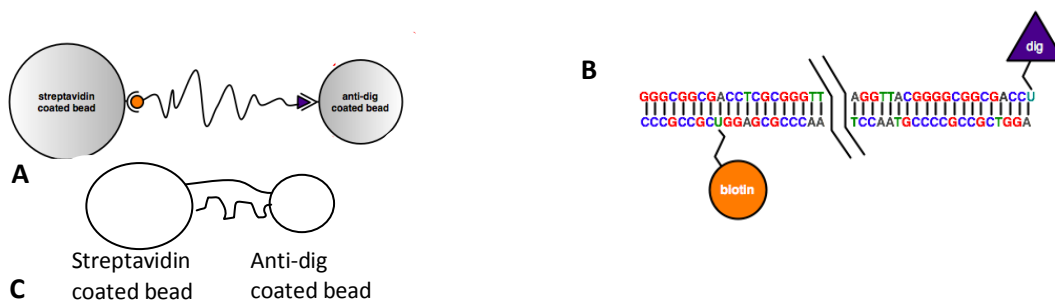 streptavidin
coated bead
anti-dig
coated bead
A
B
dig
GGGCGGCGACCTCGCGGGTT AGGTTACGGGGCGGCGACCU
CCCGCCGCUGGAGCGCCCAA TCCAATGCCCCGCCGCTGGA
biotin
Streptavidin
coated bead
Anti-dig
coated bead
C